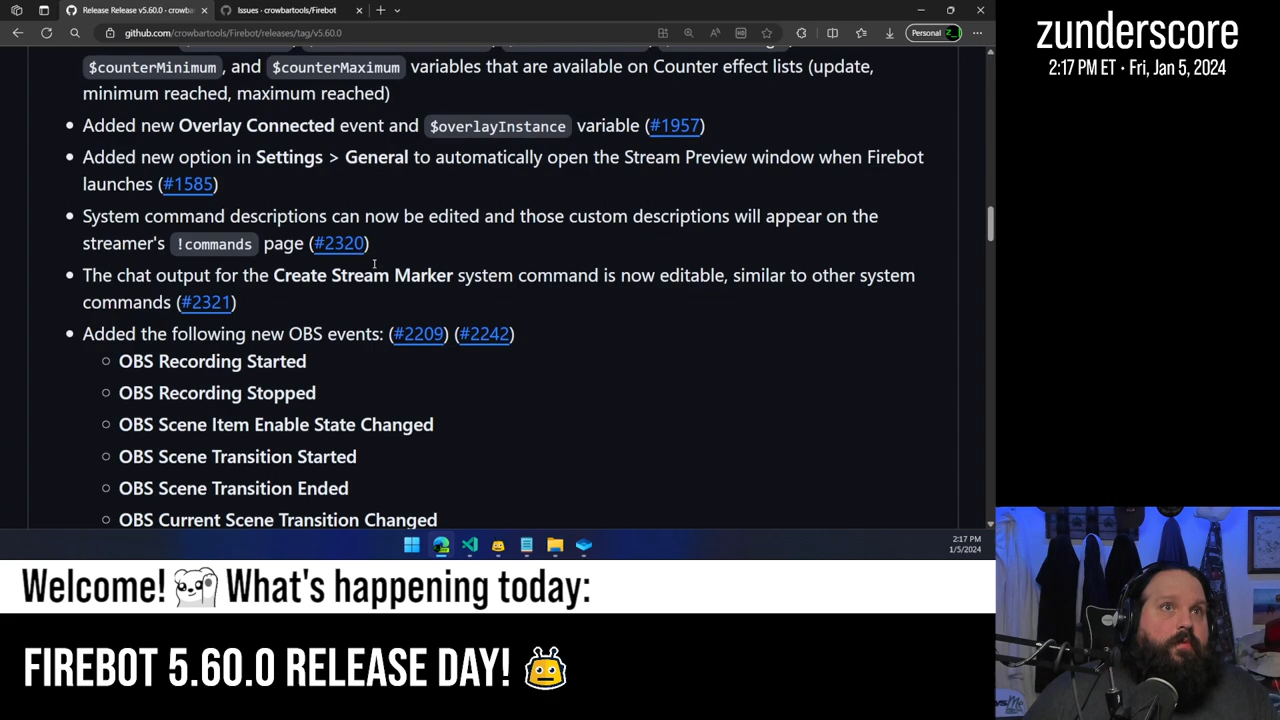 Release Release v5.60.0 · crowba
Issues · crowbartools/Firebot
github.com/crowbartools/Firebot/releases/tag/v5.60.0
Personal
zunderscore
2:17 PM ET • Fri, Jan 5, 2024
$counterMinimum , and $counterMaximum variables that are available on Counter effect lists (update,
minimum reached, maximum reached)
• Added new Overlay Connected event and $overlayInstance variable (#1957)
• Added new option in Settings > General to automatically open the Stream Preview window when Firebot
launches (#1585)
• System command descriptions can now be edited and those custom descriptions will appear on the
streamer's !commands page (#2320)
• The chat output for the Create Stream Marker system command is now editable, similar to other system
commands (#2321)
• Added the following new OBS events: (#2209) (#2242)
○ OBS Recording Started
○ OBS Recording Stopped
○ OBS Scene Item Enable State Changed
○ OBS Scene Transition Started
○ OBS Scene Transition Ended
○ OBS Current Scene Transition Changed
2:17 PM
1/5/2024
Welcome! What's happening today:
FIREBOT 5.60.0 RELEASE DAY!